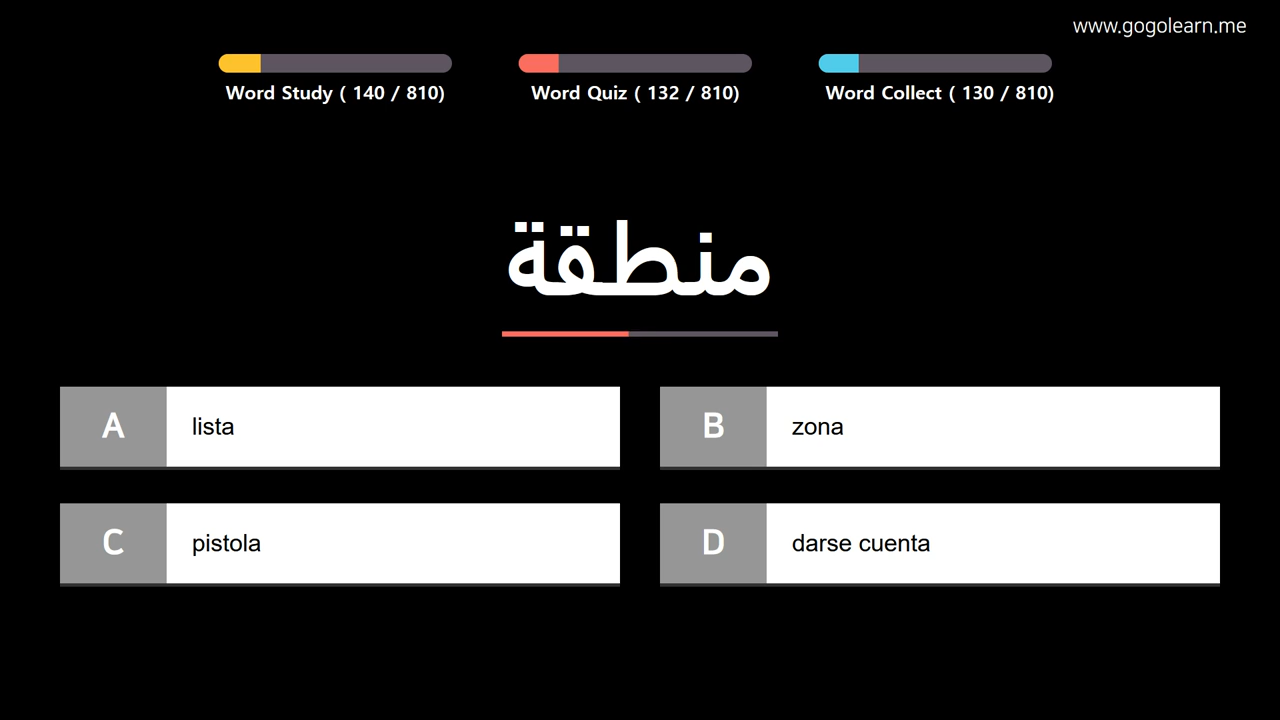 www.gogolearn.me
Word Study ( 140 / 810)
Word Quiz ( 132 / 810)
Word Collect ( 130 / 810)
منطقة
A lista
B zona
C pistola
D darse cuenta